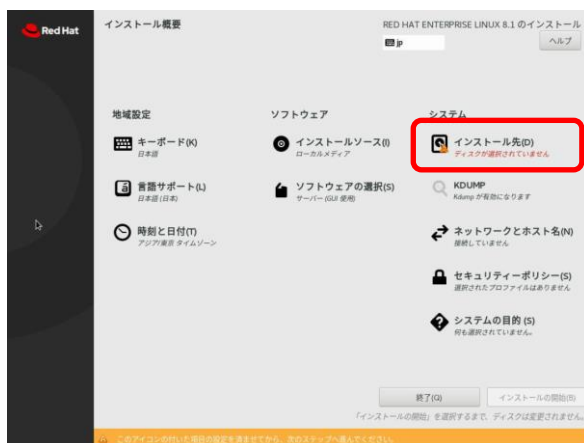 Red Hat
インストール概要
RED HAT ENTERPRISE LINUX 8.1 のインストール
jp
ヘルプ
地域設定
キーボード(K)
日本語
言語サポート(L)
日本語 (日本)
時刻と日付(T)
アジア/東京 タイムゾーン
ソフトウェア
インストールソース(I)
ローカルメディア
ソフトウェアの選択(S)
サーバー (GUI 使用)
システム
インストール先(D)
ディスクが選択されていません
KDUMP
Kdump が有効になります
ネットワークとホスト名(N)
接続していません
セキュリティーポリシー(S)
選択されたプロファイルはありません
システムの目的 (S)
何も選択されていません。
終了(Q)
インストールの開始(B)
「インストールの開始」を選択するまで、ディスクは変更されません。
このアイコンの付いた項目の設定を済ませてから、次のステップへ進んでください。